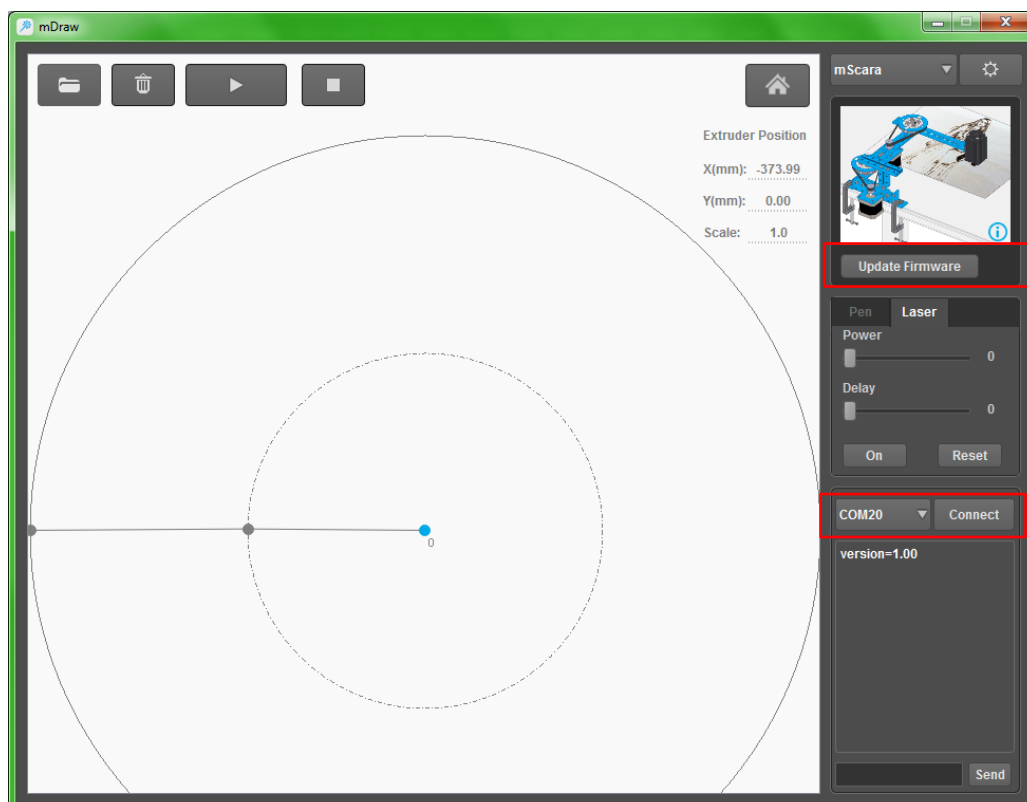 mDraw
mScara
Extruder Position
X(mm): -373.99
Y(mm): 0.00
Scale: 1.0
Update Firmware
Pen Laser
Power
0
Delay
0
On Reset
COM20 Connect
version=1.00
0
Send